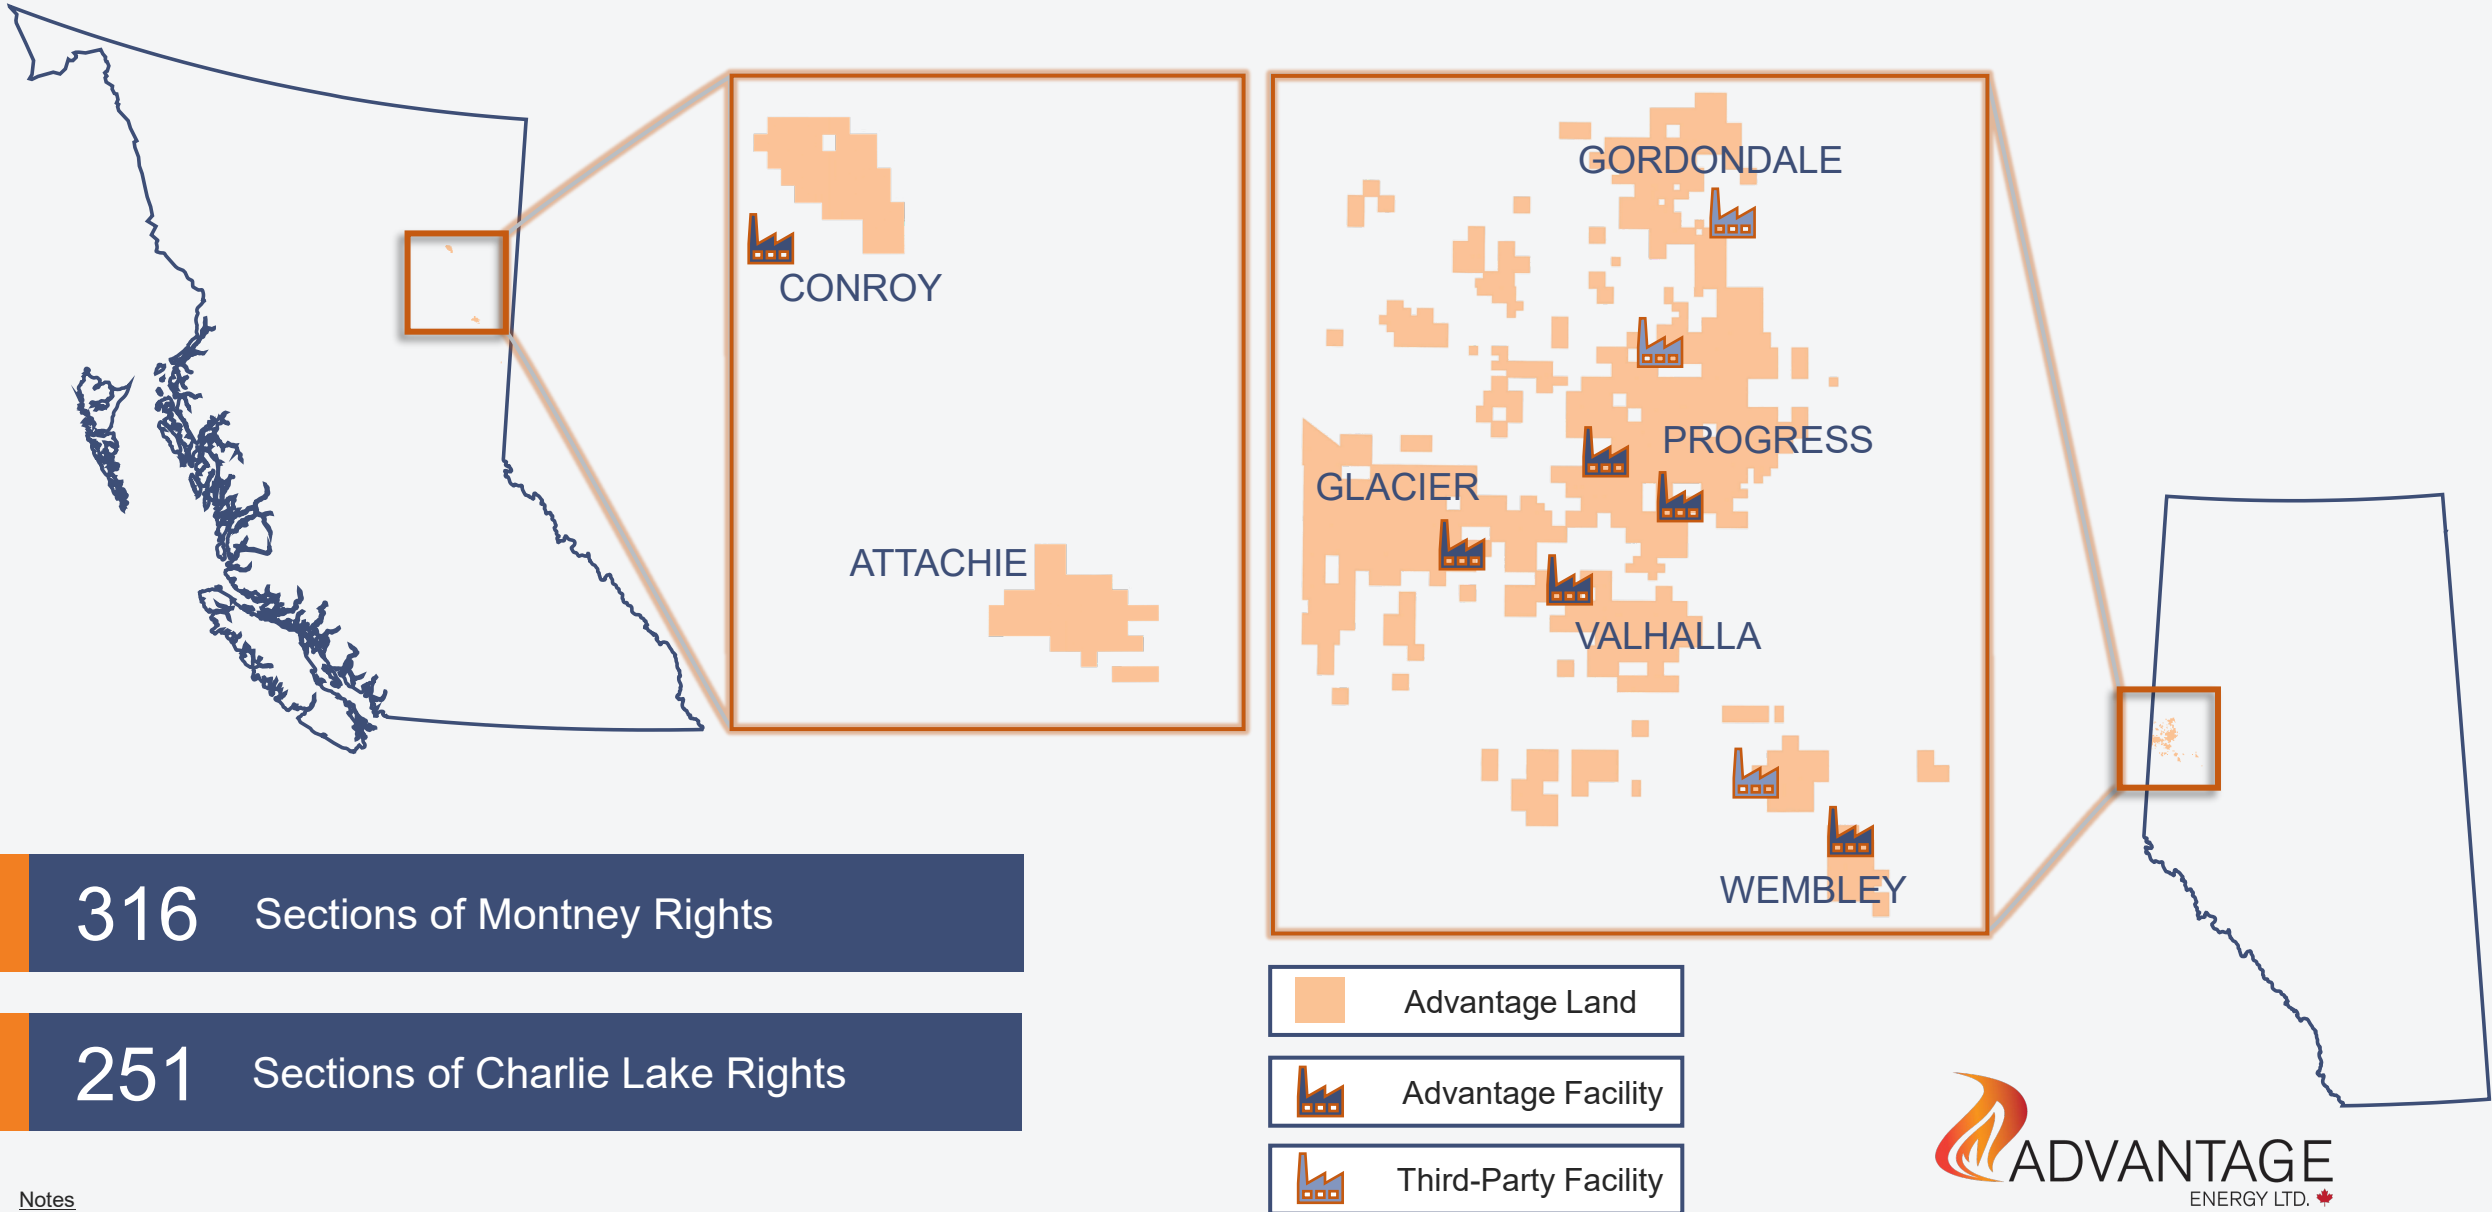 CONROY
ATTACHIE
GORDONDALE
PROGRESS
GLACIER
VALHALLA
WEMBLEY
316 Sections of Montney Rights
251 Sections of Charlie Lake Rights
Advantage Land
Advantage Facility
Third-Party Facility
ADVANTAGE
ENERGY LTD.
Notes